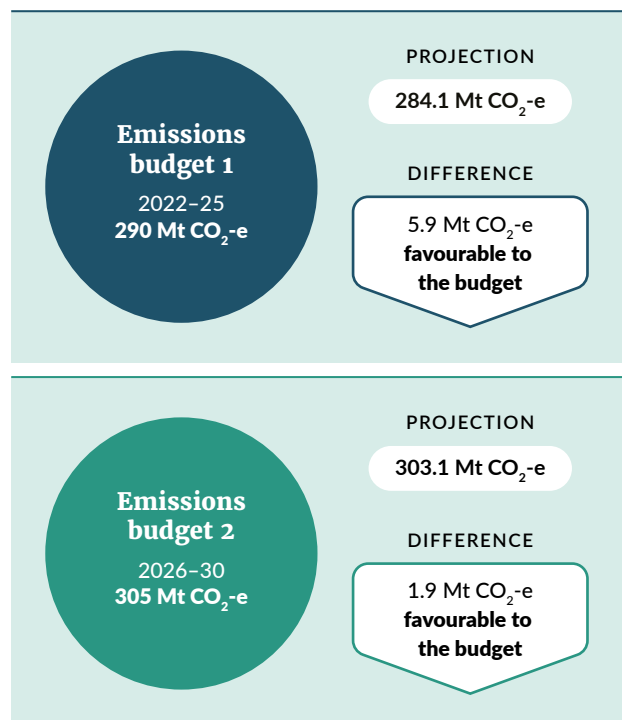 Emissions
budget 1
2022–25
290 Mt CO₂-e
PROJECTION
284.1 Mt CO₂-e
DIFFERENCE
5.9 Mt CO₂-e
favourable to
the budget
Emissions
budget 2
2026–30
305 Mt CO₂-e
PROJECTION
303.1 Mt CO₂-e
DIFFERENCE
1.9 Mt CO₂-e
favourable to
the budget